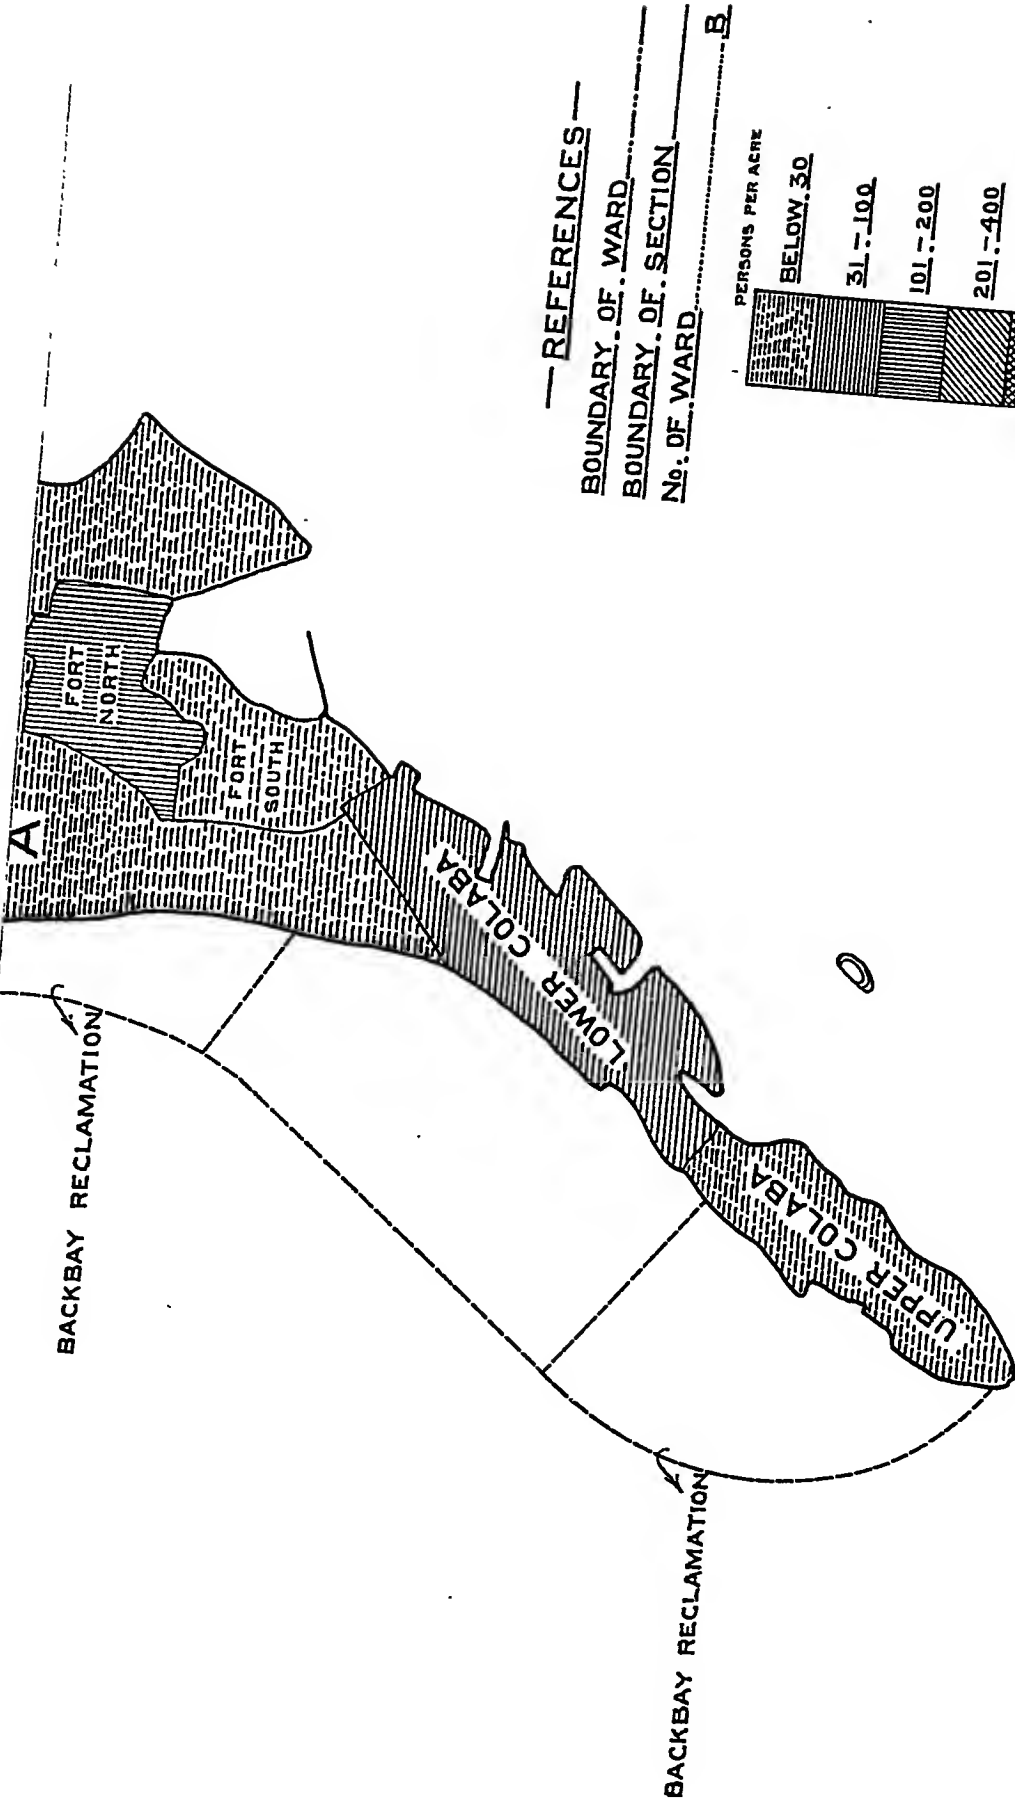 A
FORT
NORTH
FORT
SOUTH
LOWER COLABA
UPPER COLABA
BACKBAY RECLAMATION
BACKBAY RECLAMATION
REFERENCES
BOUNDARY. OF. WARD
BOUNDARY. OF. SECTION
No. OF WARD B
PERSONS PER ACRE
BELOW. 30
31.-100
101.-200
201.-400